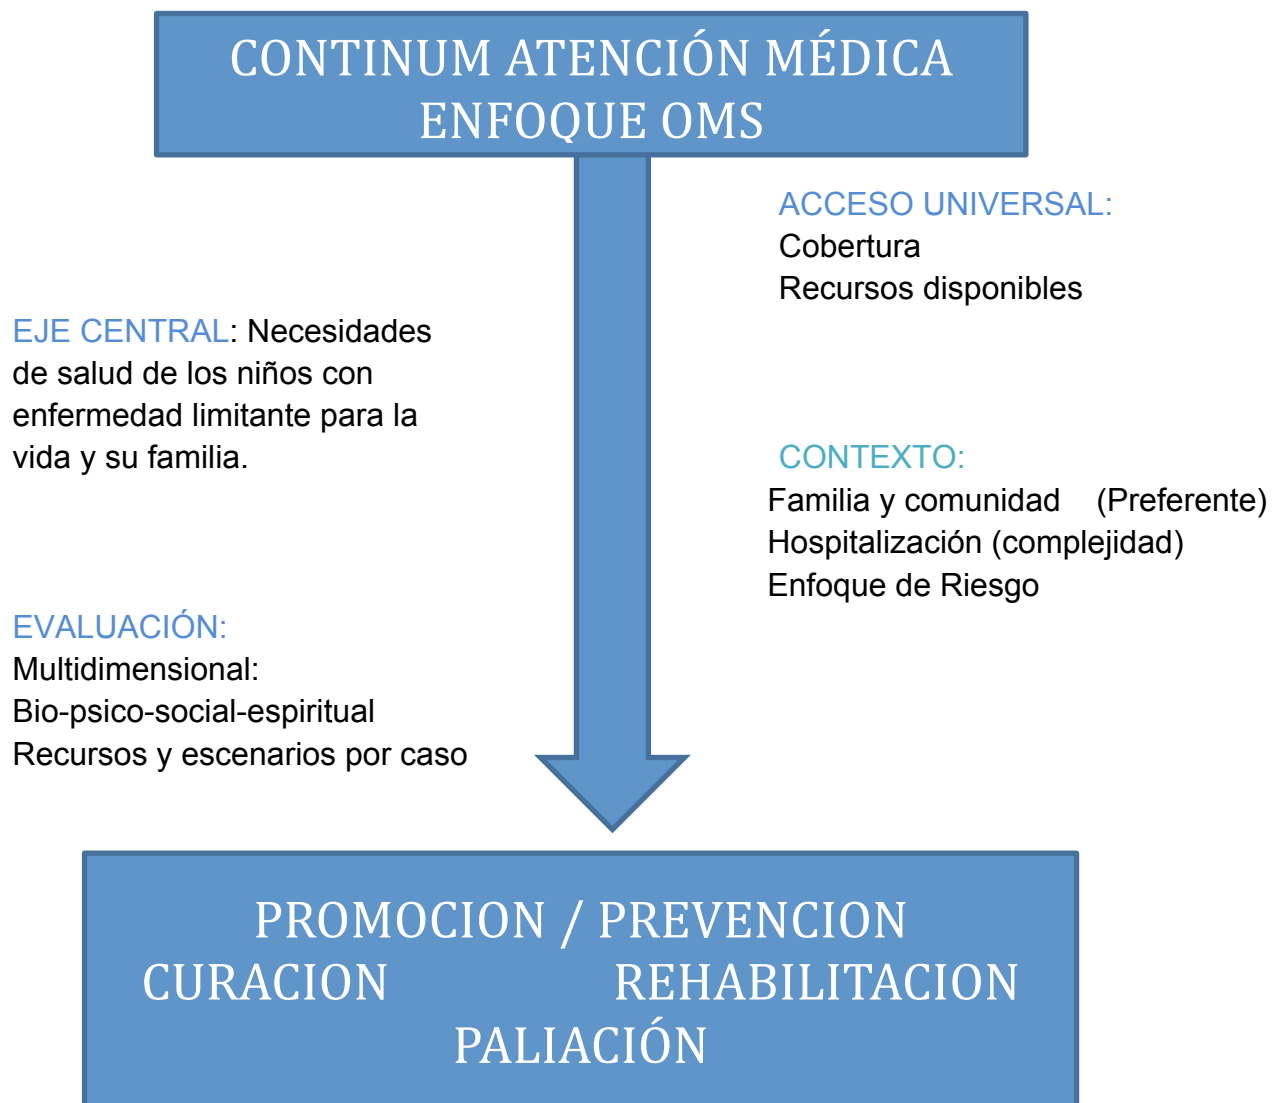 CONTINUM ATENCIÓN MÉDICA
ENFOQUE OMS
ACCESO UNIVERSAL:
Cobertura
Recursos disponibles
EJE CENTRAL: Necesidades
de salud de los niños con
enfermedad limitante para la
vida y su familia.
CONTEXTO:
Familia y comunidad (Preferente)
Hospitalización (complejidad)
Enfoque de Riesgo
EVALUACIÓN:
Multidimensional:
Bio-psico-social-espiritual
Recursos y escenarios por caso
PROMOCION / PREVENCION
CURACION REHABILITACION
PALIACIÓN